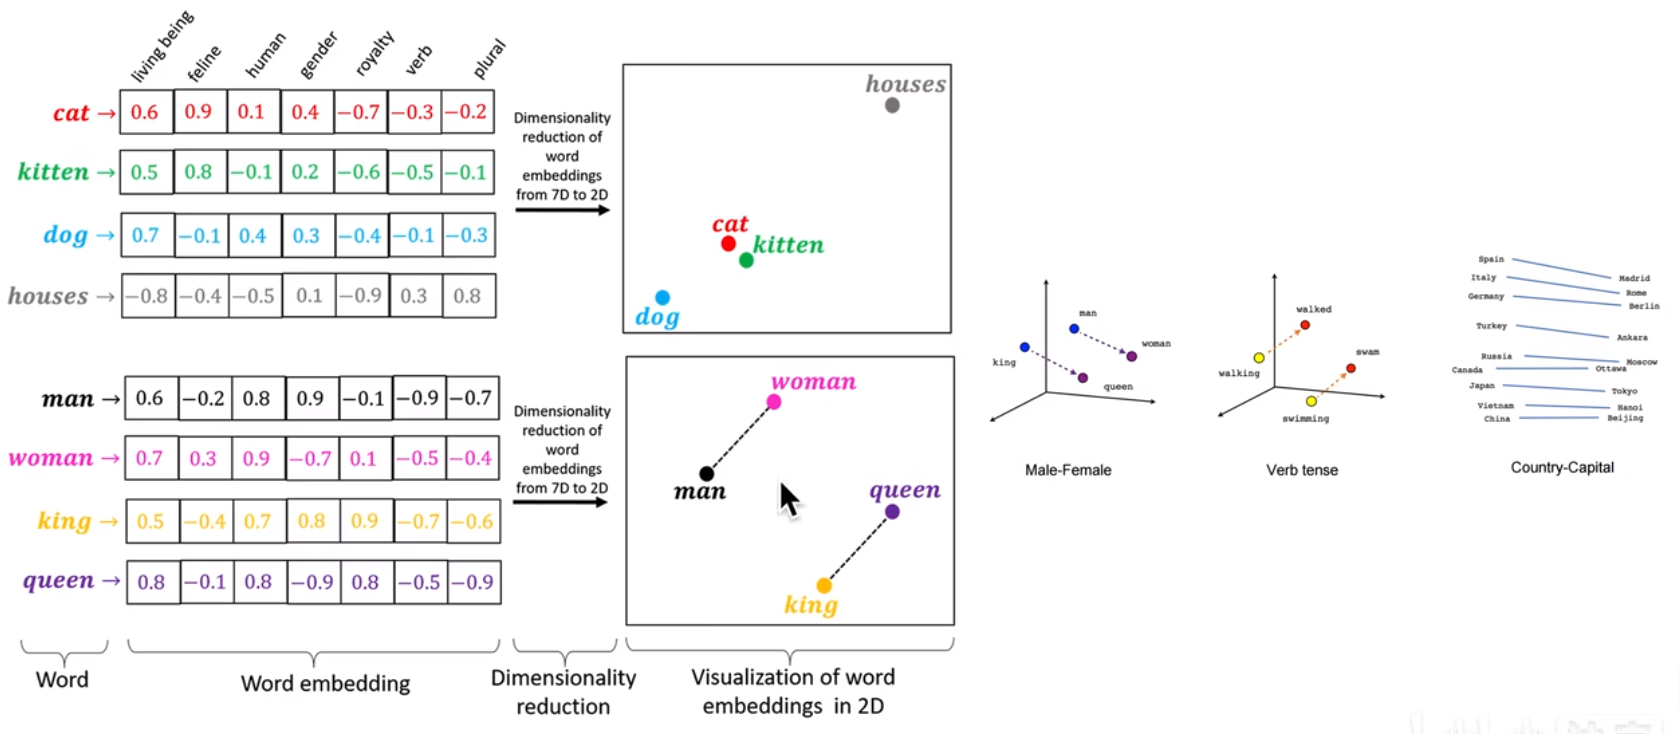 living being feline human gender royalty verb plural
cat → 0.6 0.9 0.1 0.4 −0.7 −0.3 −0.2
kitten → 0.5 0.8 −0.1 0.2 −0.6 −0.5 −0.1
dog → 0.7 −0.1 0.4 0.3 −0.4 −0.1 −0.3
houses → −0.8 −0.4 −0.5 0.1 −0.9 0.3 0.8
Dimensionality
reduction of
word
embeddings
from 7D to 2D
houses
cat
kitten
dog
man → 0.6 −0.2 0.8 0.9 −0.1 −0.9 −0.7
woman → 0.7 0.3 0.9 −0.7 0.1 −0.5 −0.4
king → 0.5 −0.4 0.7 0.8 0.9 −0.7 −0.6
queen → 0.8 −0.1 0.8 −0.9 0.8 −0.5 −0.9
Dimensionality
reduction of
word
embeddings
from 7D to 2D
woman
man
queen
king
Word
Word embedding
Dimensionality
reduction
Visualization of word
embeddings in 2D
man
woman
king
queen
Male-Female
walked
swam
walking
swimming
Verb tense
Spain Madrid
Italy Rome
Germany Berlin
Turkey Ankara
Russia Moscow
Canada Ottawa
Japan Tokyo
Vietnam Hanoi
China Beijing
Country-Capital